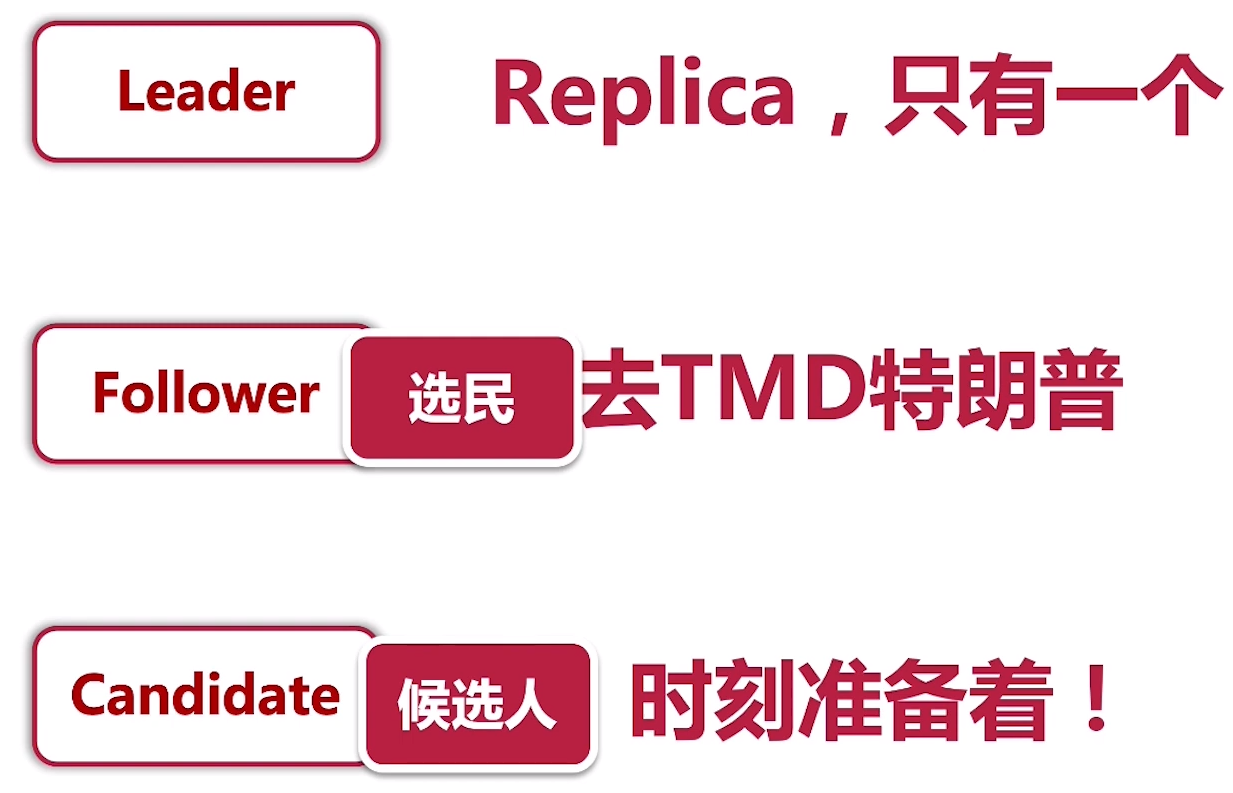 Leader
Replica，只有一个
Follower
选民
去TMD特朗普
Candidate
候选人
时刻准备着！